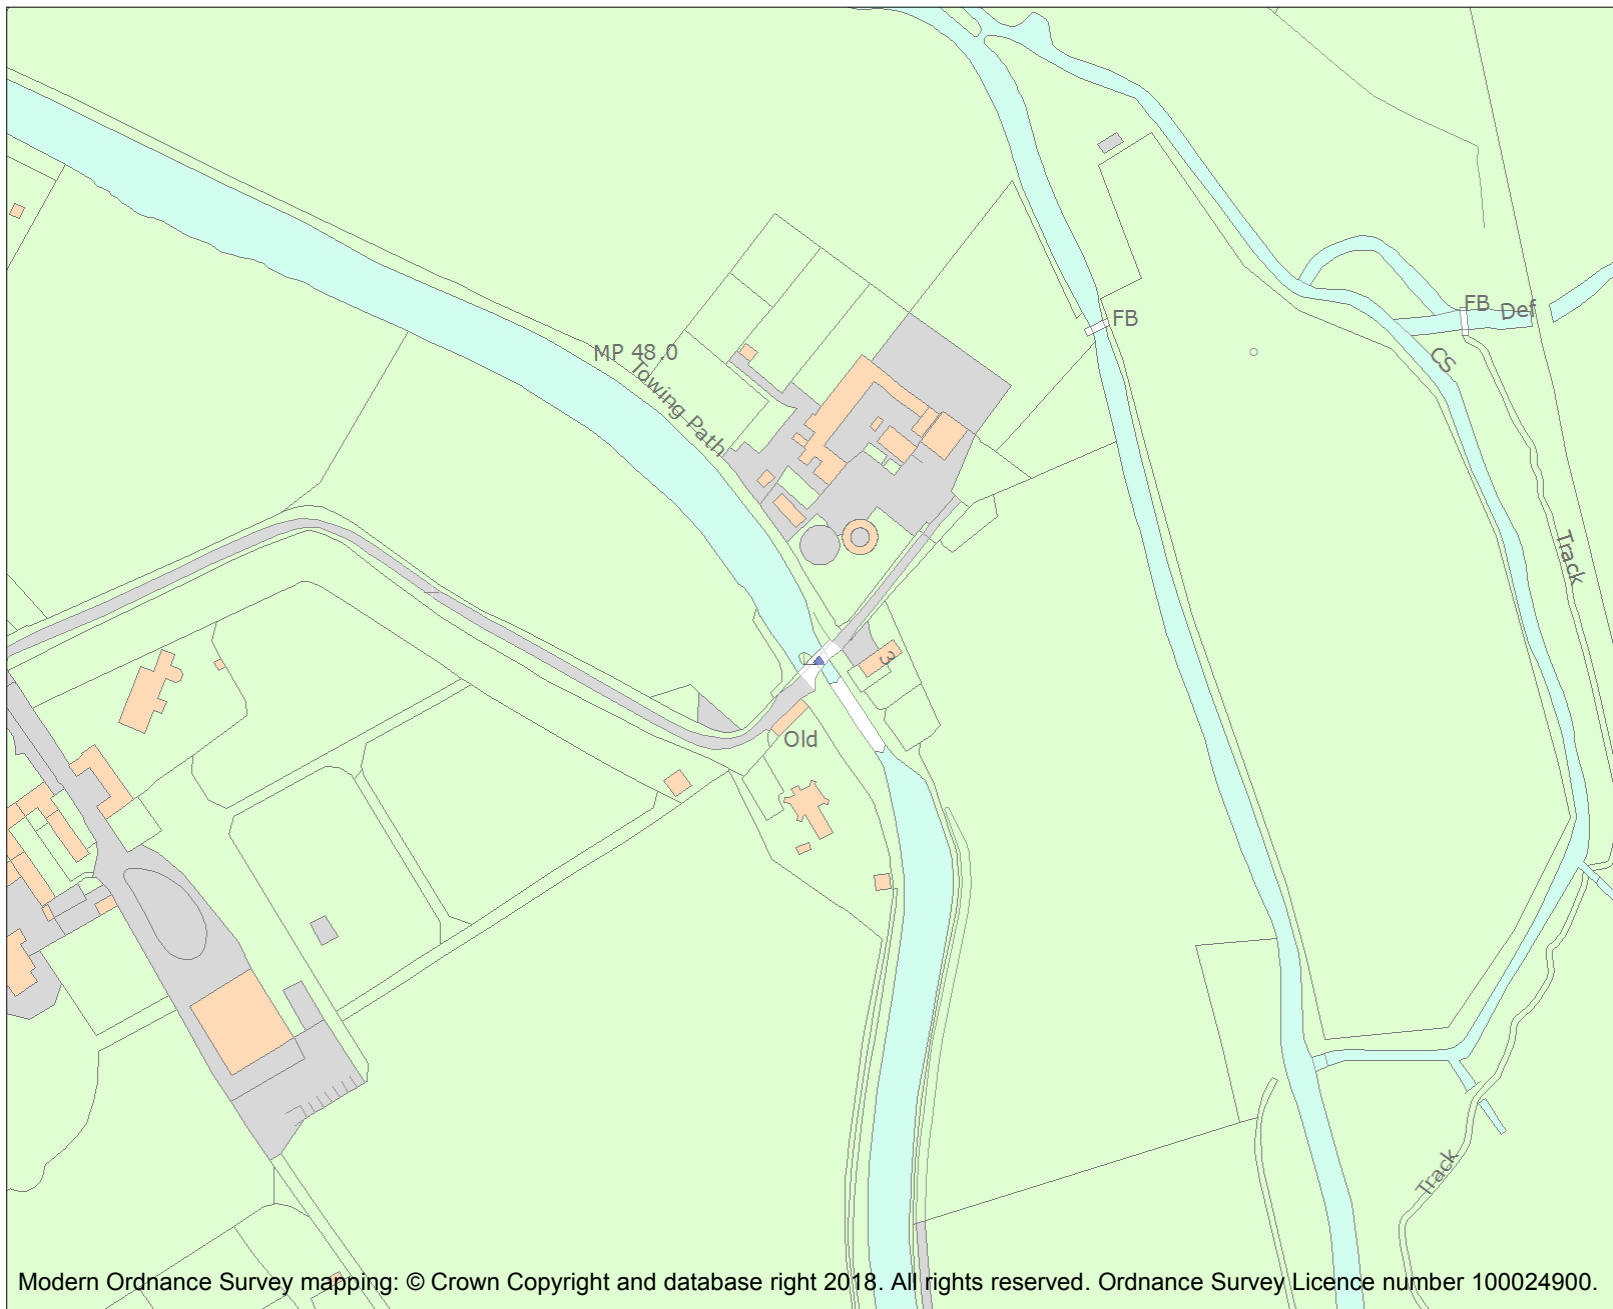 FB
FB
Def
MP 48.0
CS
Towing Path
Track
3
Old
Track
Modern Ordnance Survey mapping: © Crown Copyright and database right 2018. All rights reserved. Ordnance Survey Licence number 100024900.